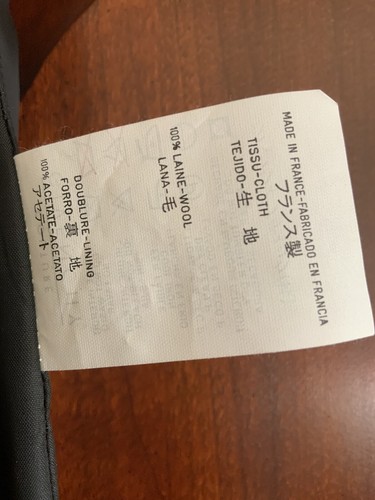 MADE IN FRANCE-FABRICADO EN FRANCIA
フランス製
TISSU-CLOTH
TEJIDO-生 地
100% LAINE-WOOL
LANA-毛
DOUBLURE-LINING
FORRO-裏 地
100% ACETATE-ACETATO
アセテート